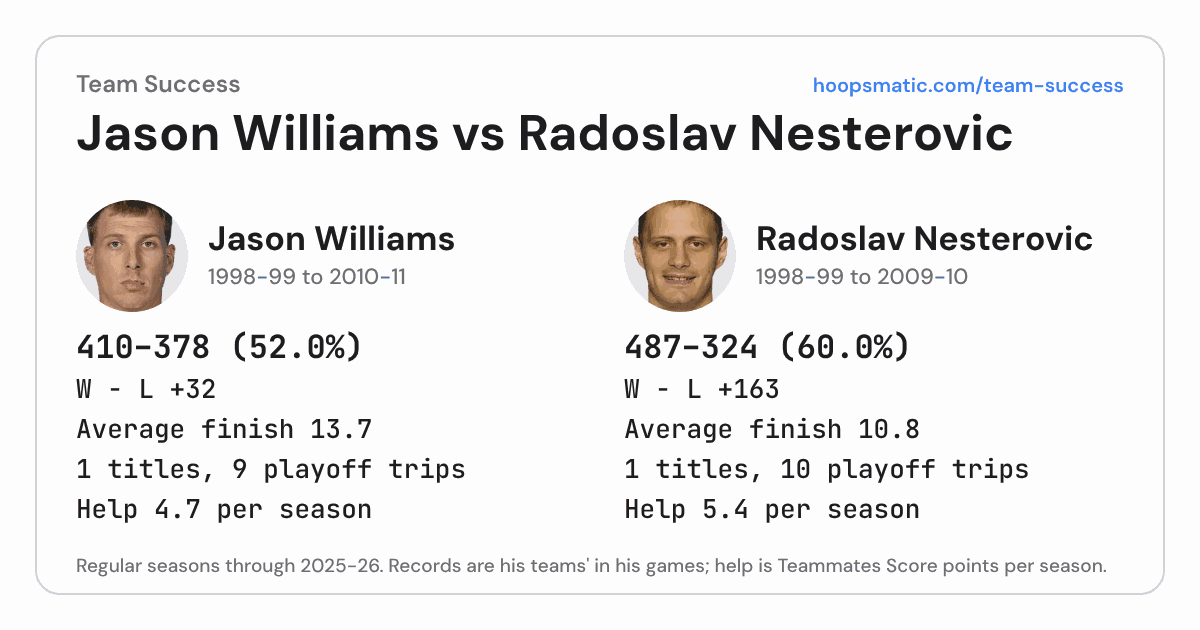 Team Success
hoopsmatic.com/team-success
Jason Williams vs Radoslav Nesterovic
Jason Williams
1998-99 to 2010-11
410-378 (52.0%)
W - L +32
Average finish 13.7
1 titles, 9 playoff trips
Help 4.7 per season
Radoslav Nesterovic
1998-99 to 2009-10
487-324 (60.0%)
W - L +163
Average finish 10.8
1 titles, 10 playoff trips
Help 5.4 per season
Regular seasons through 2025-26. Records are his teams' in his games; help is Teammates Score points per season.